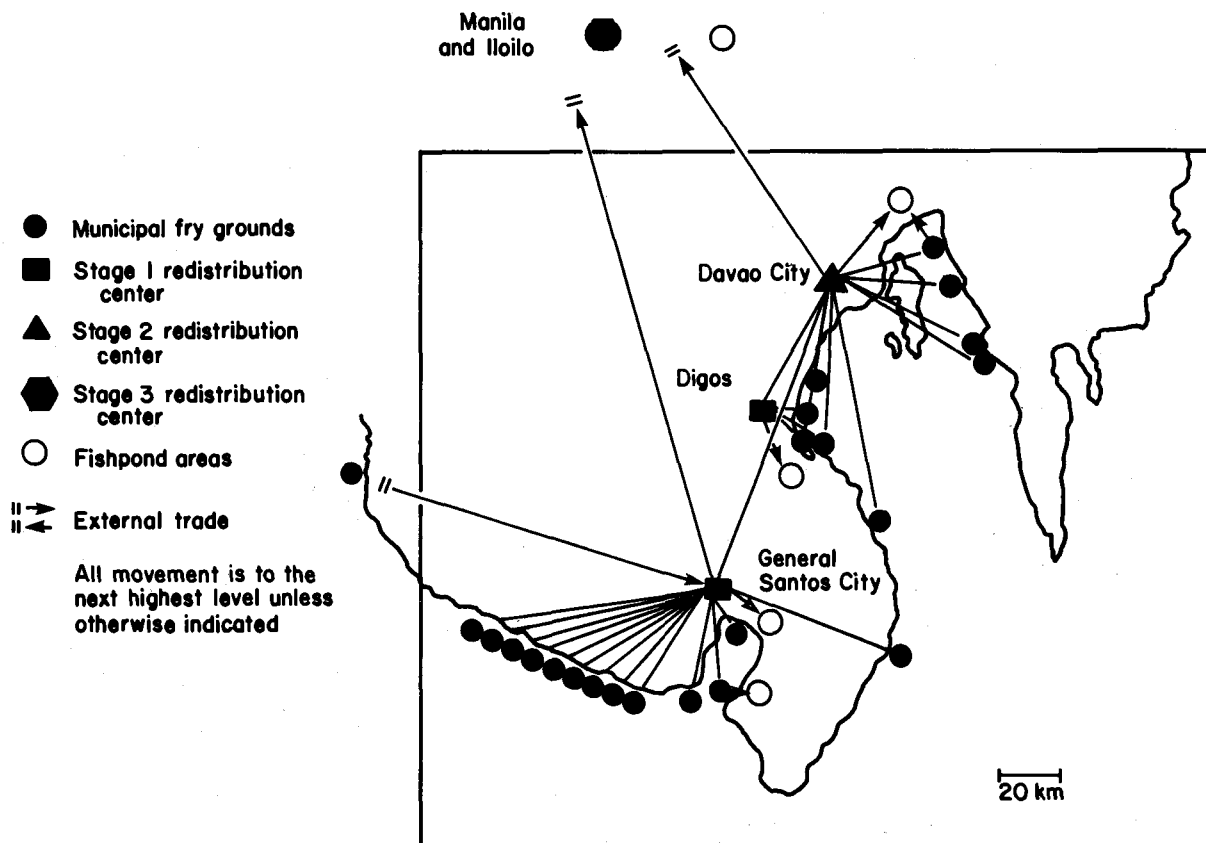 Manila
and Iloilo
Municipal fry grounds
Stage 1 redistribution
center
Stage 2 redistribution
center
Stage 3 redistribution
center
Fishpond areas
External trade
All movement is to the
next highest level unless
otherwise indicated
Davao City
Digos
General
Santos City
20 km